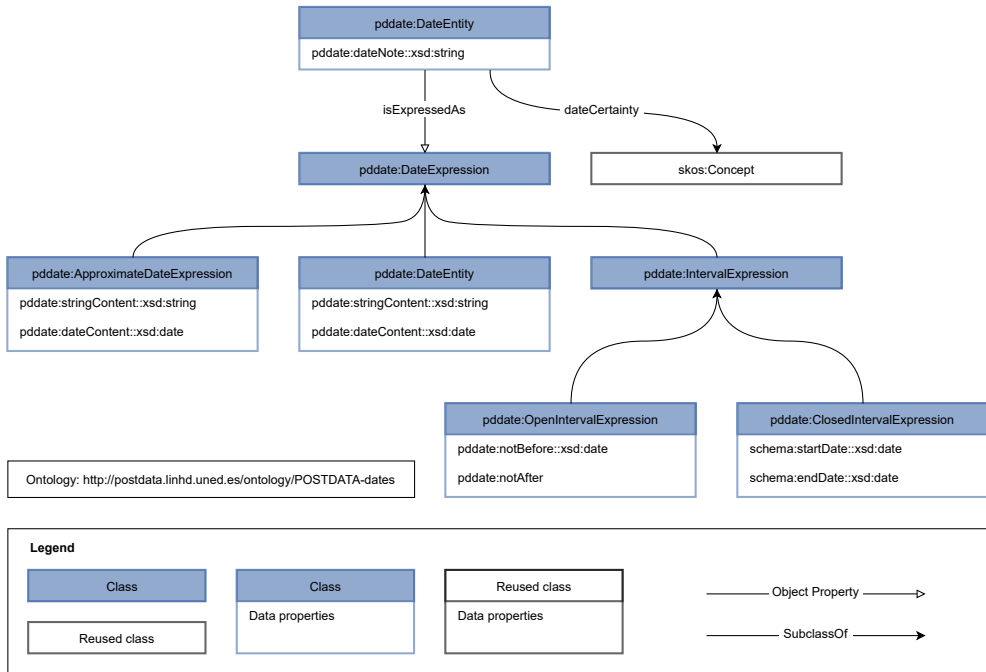 pddate:DateEntity
pddate:dateNote::xsd:string
isExpressedAs
dateCertainty
pddate:DateExpression
skos:Concept
pddate:ApproximateDateExpression
pddate:stringContent::xsd:string
pddate:dateContent::xsd:date
pddate:DateEntity
pddate:stringContent::xsd:string
pddate:dateContent::xsd:date
pddate:IntervalExpression
pddate:OpenIntervalExpression
pddate:notBefore::xsd:date
pddate:notAfter
pddate:ClosedIntervalExpression
schema:startDate::xsd:date
schema:endDate::xsd:date
Ontology: http://postdata.linhd.uned.es/ontology/POSTDATA-dates
Legend
Class
Reused class
Class
Data properties
Reused class
Data properties
Object Property
SubclassOf